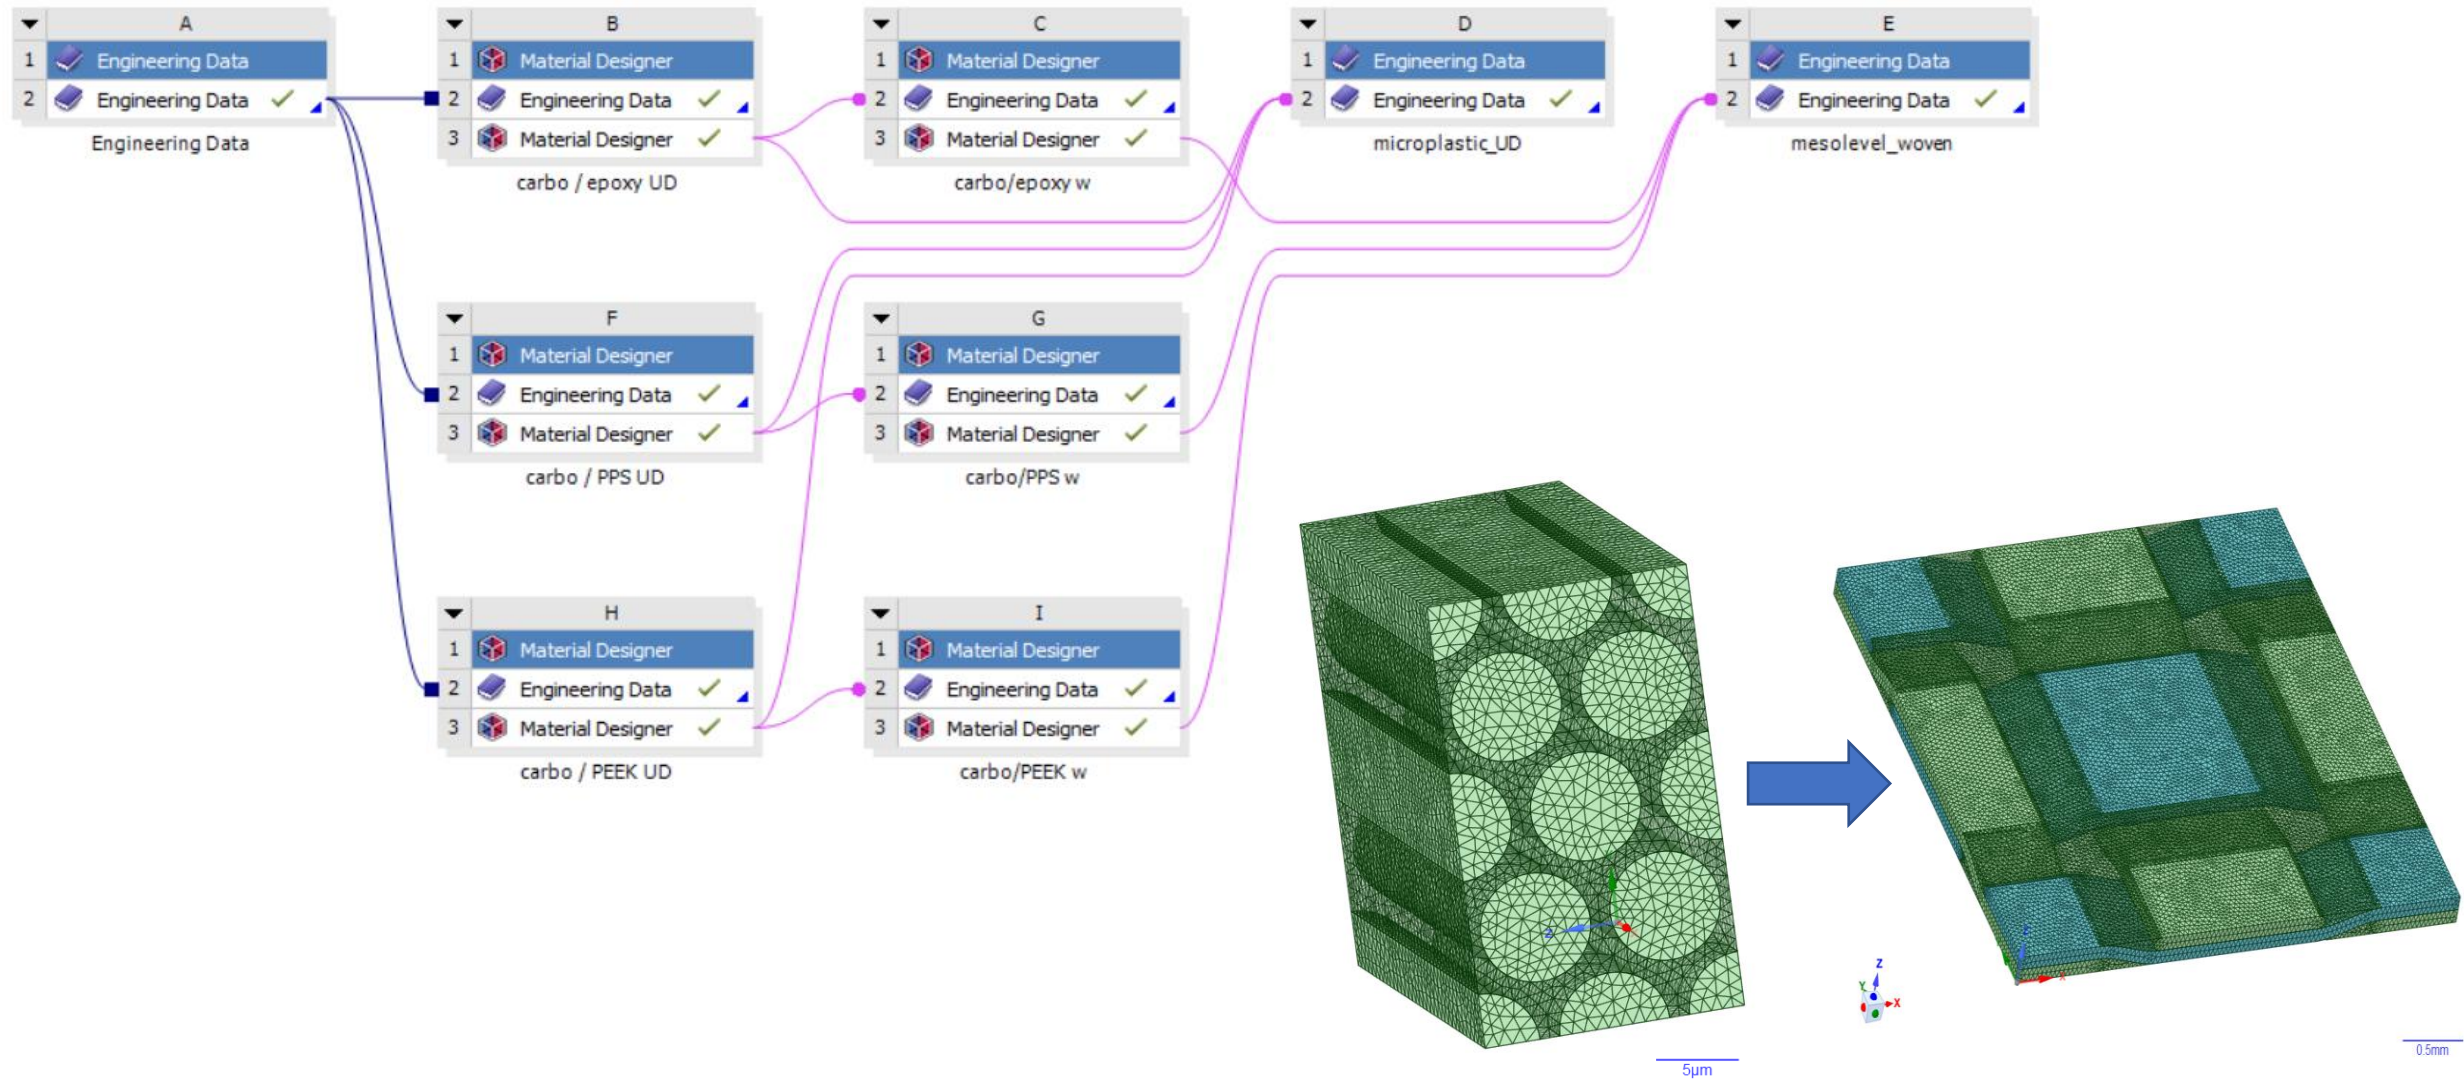 A
1 Engineering Data
2 Engineering Data
Engineering Data
B
1 Material Designer
2 Engineering Data
3 Material Designer
carbo / epoxy UD
C
1 Material Designer
2 Engineering Data
3 Material Designer
carbo/epoxy w
D
1 Engineering Data
2 Engineering Data
microplastic_UD
E
1 Engineering Data
2 Engineering Data
mesolevel_woven
F
1 Material Designer
2 Engineering Data
3 Material Designer
carbo / PPS UD
G
1 Material Designer
2 Engineering Data
3 Material Designer
carbo/PPS w
H
1 Material Designer
2 Engineering Data
3 Material Designer
carbo / PEEK UD
I
1 Material Designer
2 Engineering Data
3 Material Designer
carbo/PEEK w
Z
5µm
Z
Y
X
X
0.5mm